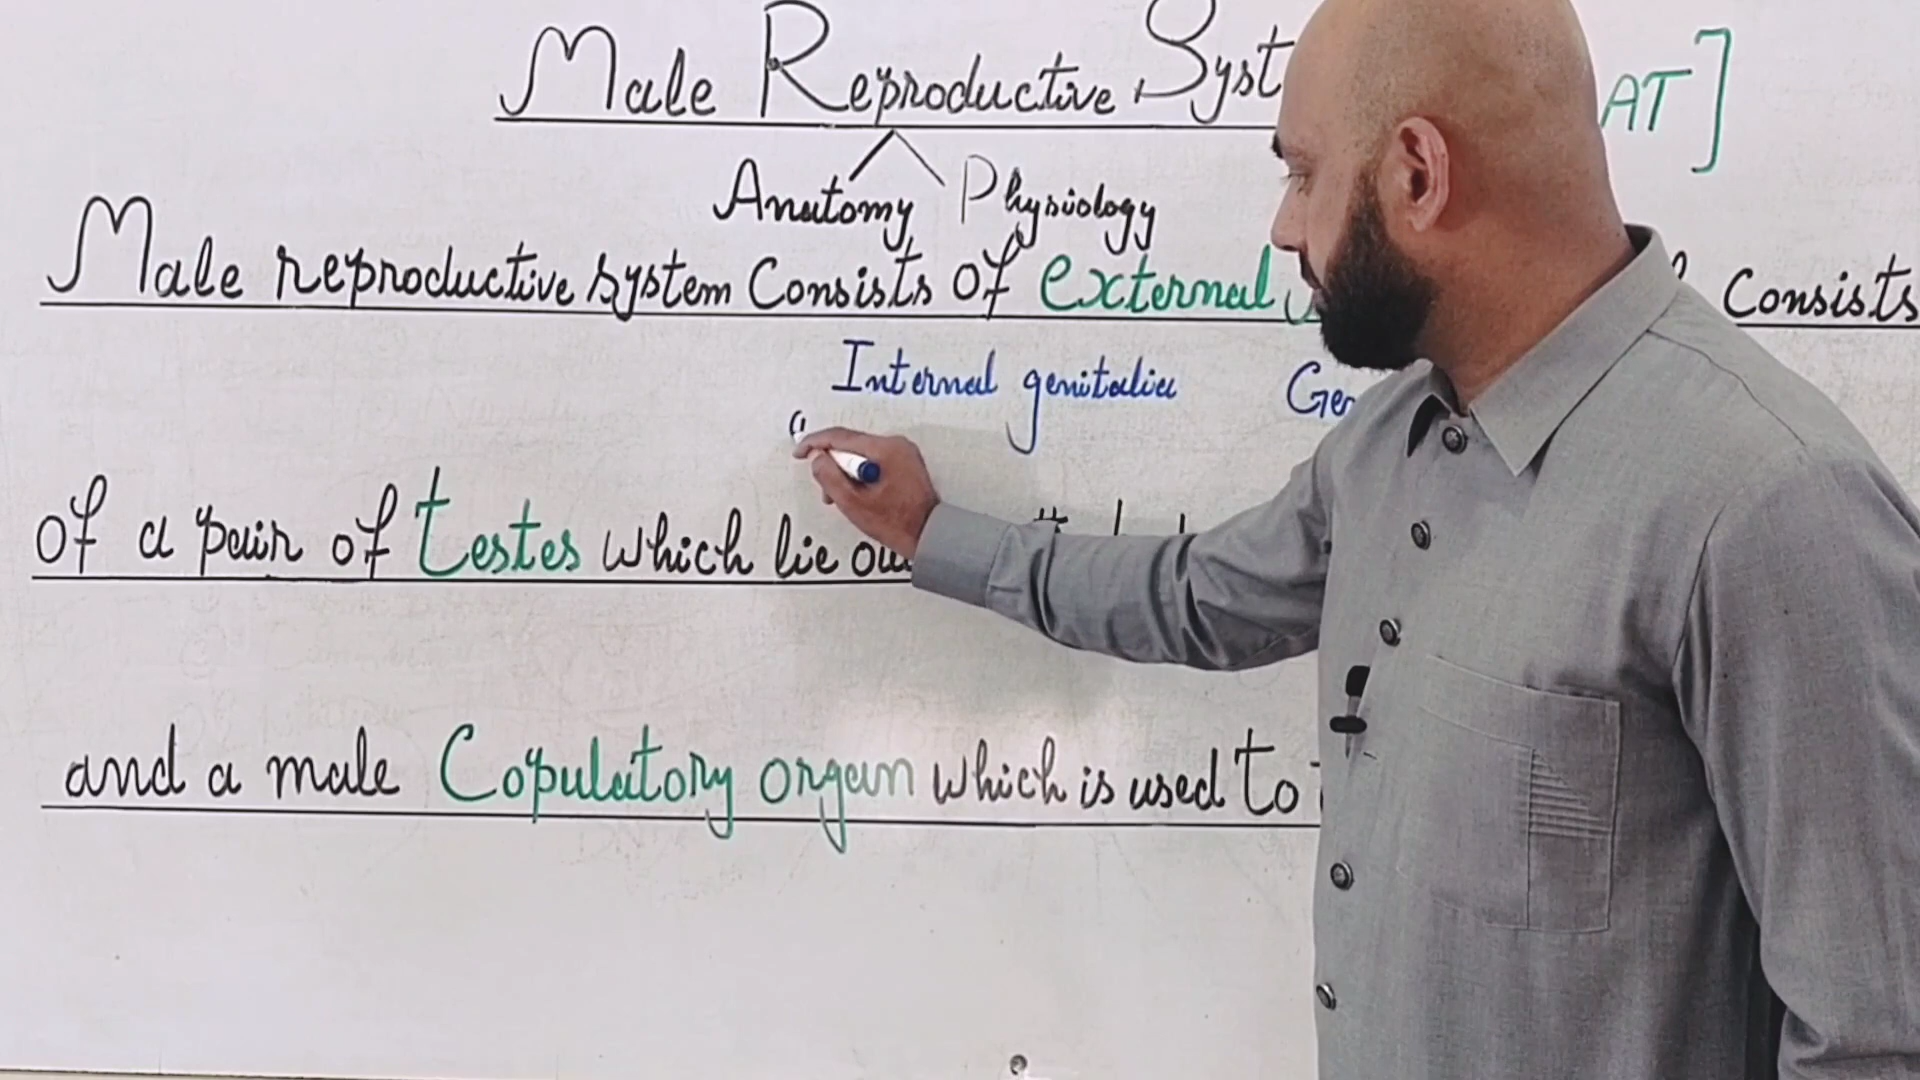 Male Reproductive Syst AT]
Anatomy Physiology
Male reproductive system Consists of external Consists
Internal genitalia Gen
of a pair of testes which lie ou
and a male Copulatory organ which is used to